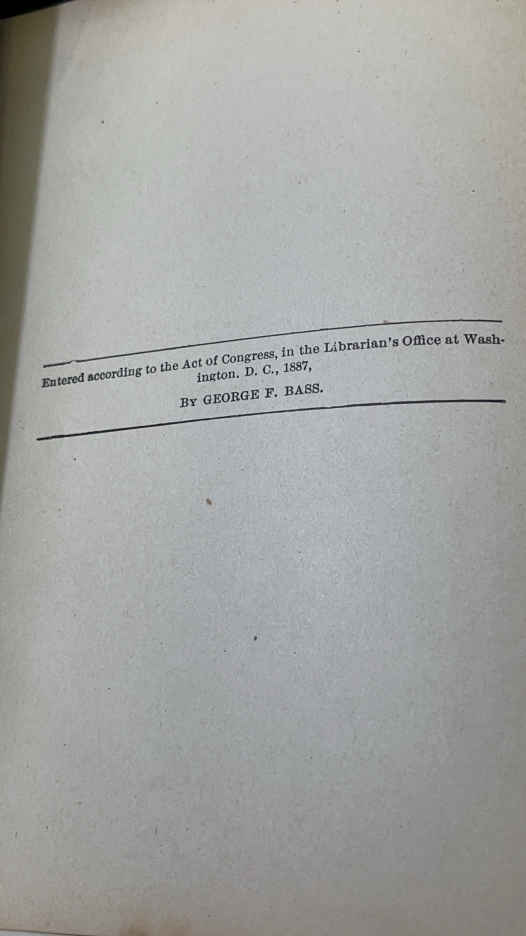 Entered according to the Act of Congress, in the Librarian's Office at Wash-
ington. D. C., 1887,
BY GEORGE F. BASS.